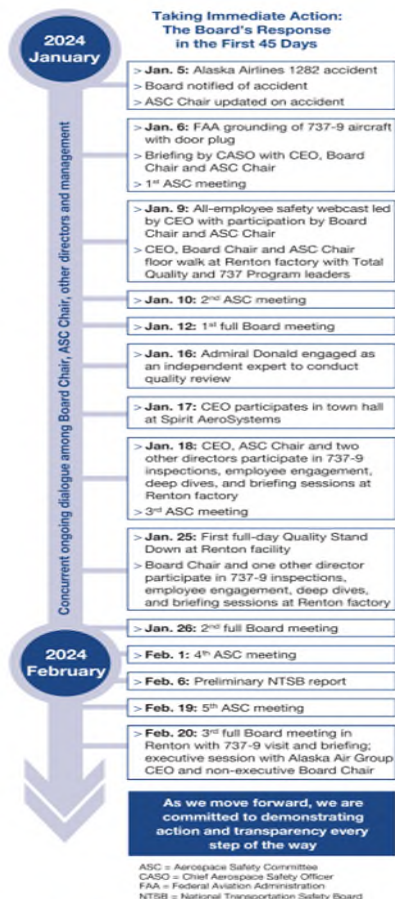 Taking Immediate Action:
The Board's Response
in the First 45 Days
2024
January
Concurrent ongoing dialogue among Board Chair, ASC Chair, other directors and management
> Jan. 5: Alaska Airlines 1282 accident
> Board notified of accident
> ASC Chair updated on accident
> Jan. 6: FAA grounding of 737-9 aircraft
with door plug
> Briefing by CASO with CEO, Board
Chair and ASC Chair
> 1st ASC meeting
> Jan. 9: All-employee safety webcast led
by CEO with participation by Board
Chair and ASC Chair
> CEO, Board Chair and ASC Chair
floor walk at Renton factory with Total
Quality and 737 Program leaders
> Jan. 10: 2nd ASC meeting
> Jan. 12: 1st full Board meeting
> Jan. 16: Admiral Donald engaged as
an independent expert to conduct
quality review
> Jan. 17: CEO participates in town hall
at Spirit AeroSystems
> Jan. 18: CEO, ASC Chair and two
other directors participate in 737-9
inspections, employee engagement,
deep dives, and briefing sessions at
Renton factory
> 3rd ASC meeting
> Jan. 25: First full-day Quality Stand
Down at Renton facility
> Board Chair and one other director
participate in 737-9 inspections,
employee engagement, deep dives,
and briefing sessions at Renton factory
> Jan. 26: 2nd full Board meeting
2024
February
> Feb. 1: 4th ASC meeting
> Feb. 6: Preliminary NTSB report
> Feb. 19: 5th ASC meeting
> Feb. 20: 3rd full Board meeting in
Renton with 737-9 visit and briefing;
executive session with Alaska Air Group
CEO and non-executive Board Chair
As we move forward, we are
committed to demonstrating
action and transparency every
step of the way
ASC = Aerospace Safety Committee
CASO = Chief Aerospace Safety Officer
FAA = Federal Aviation Administration
NTSB = National Transportation Safety Board